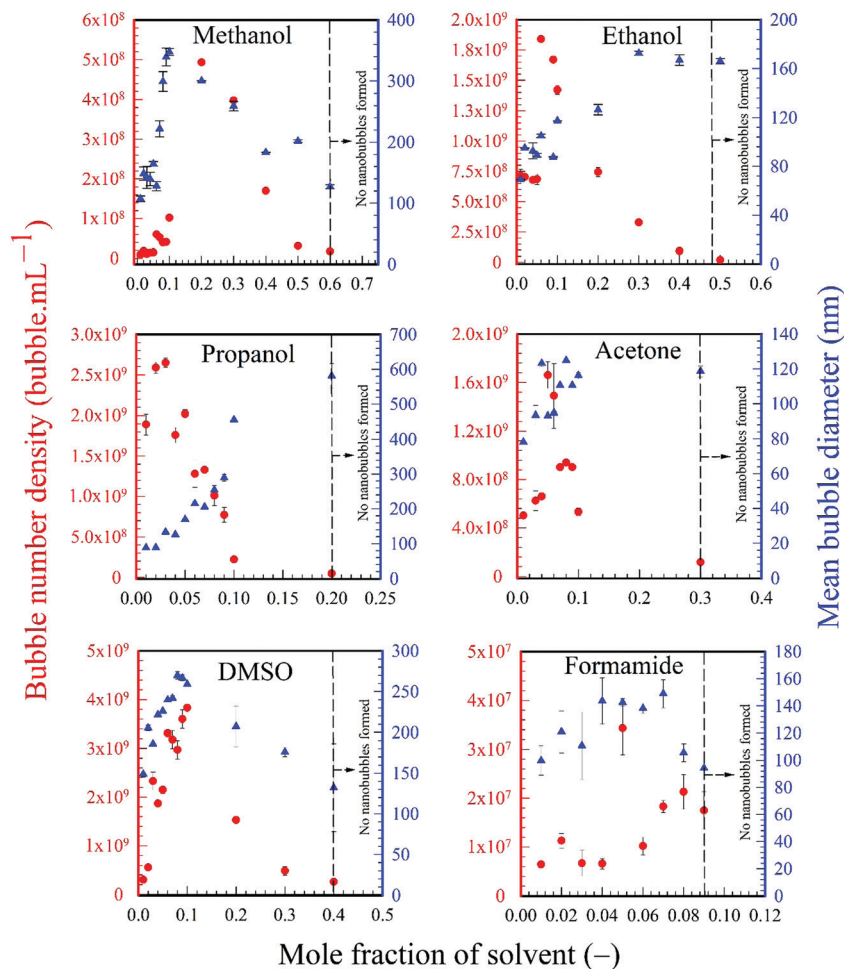 Bubble number density (bubble.mL⁻¹)
Methanol
6x10⁸
5x10⁸
4x10⁸
3x10⁸
2x10⁸
1x10⁸
0
400
300
200
100
0
No nanobubbles formed
0.0 0.1 0.2 0.3 0.4 0.5 0.6 0.7
Ethanol
2.0x10⁹
1.8x10⁹
1.5x10⁹
1.2x10⁹
1.0x10⁹
7.5x10⁸
5.0x10⁸
2.5x10⁸
0.0
200
160
120
80
40
0
No nanobubbles formed
0.0 0.1 0.2 0.3 0.4 0.5 0.6
Propanol
3.0x10⁹
2.5x10⁹
2.0x10⁹
1.5x10⁹
1.0x10⁹
5.0x10⁸
0
700
600
500
400
300
200
100
0
No nanobubbles formed
0.00 0.05 0.10 0.15 0.20 0.25
Acetone
2.0x10⁹
1.6x10⁹
1.2x10⁹
8.0x10⁸
4.0x10⁸
0
140
120
100
80
60
40
20
0
No nanobubbles formed
0.0 0.1 0.2 0.3 0.4
DMSO
5x10⁹
4x10⁹
3x10⁹
2x10⁹
1x10⁹
0
300
250
200
150
100
50
0
No nanobubbles formed
0.0 0.1 0.2 0.3 0.4 0.5
Formamide
5x10⁷
4x10⁷
3x10⁷
2x10⁷
1x10⁷
0
180
160
140
120
100
80
60
40
20
0
No nanobubbles formed
0.00 0.02 0.04 0.06 0.08 0.10 0.12
Mean bubble diameter (nm)
Mole fraction of solvent (–)